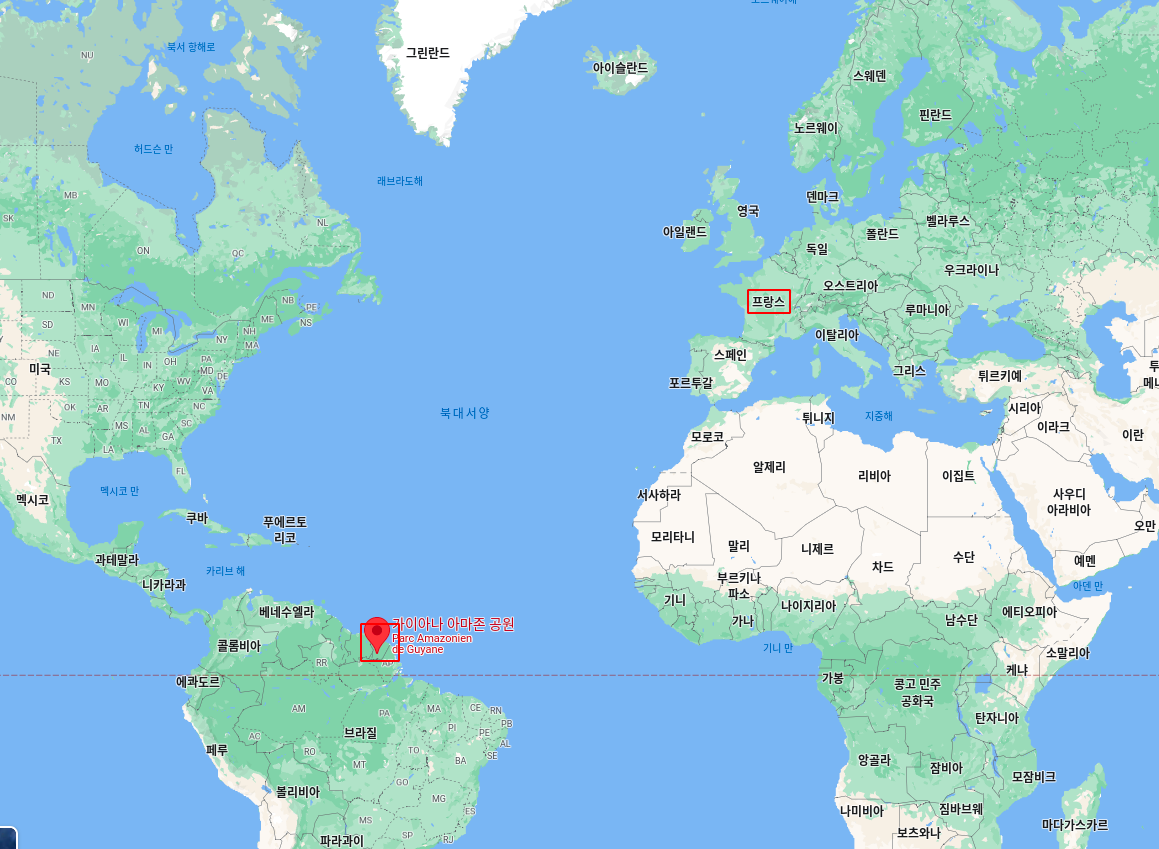 노르웨이해
북서 항해로
그린란드
NU
아이슬란드
스웨덴
핀란드
노르웨이
허드슨 만
래브라도해
MB
SK
NL
ON
QC
영국
덴마크
아일랜드
벨라루스
폴란드
독일
우크라이나
오스트리아
프랑스
루마니아
이탈리아
ND
MN
NB
PE
SD
WI
MI
NH
ME
NS
NY
MA
NE
IA
IL
IN
OH
PA
MD
DE
미국
CO
KS
MO
KY
WV
VA
스페인
포르투갈
그리스
튀르키예
NM
OK
AR
TN
NC
MS
AL
SC
GA
TX
LA
FL
북대서양
튀니지
지중해
시리아
이라크
이란
모로코
알제리
리비아
이집트
멕시코 만
멕시코
쿠바
푸에르토
리코
서사하라
사우디
아라비아
오만
모리타니
말리
니제르
차드
수단
예멘
과테말라
카리브 해
니카라과
부르키나
파소
아덴 만
베네수엘라
기니
가나
나이지리아
남수단
에티오피아
콜롬비아
가이아나 아마존 공원
Parc Amazonien
de Guyane
기니 만
소말리아
RR
AP
에콰도르
가봉
콩고 민주
공화국
케냐
AM
PA
MA
CE
RN
PB
PI
PE
AL
SE
탄자니아
페루
AC
브라질
RO
TO
BA
MT
앙골라
잠비아
모잠비크
볼리비아
GO
MG
ES
나미비아
짐바브웨
마다가스카르
MS
SP
RJ
파라과이
보츠와나